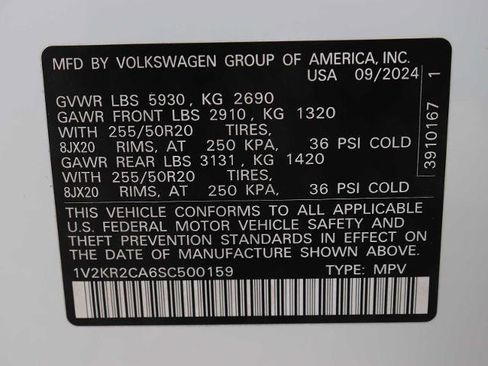 MFD BY VOLKSWAGEN GROUP OF AMERICA, INC.
USA 09/2024
GVWR LBS 5930, KG 2690
GAWR FRONT LBS 2910, KG 1320
WITH 255/50R20 TIRES,
8JX20 RIMS, AT 250 KPA, 36 PSI COLD
GAWR REAR LBS 3131, KG 1420
WITH 255/50R20 TIRES,
8JX20 RIMS, AT 250 KPA, 36 PSI COLD
THIS VEHICLE CONFORMS TO ALL APPLICABLE
U.S. FEDERAL MOTOR VEHICLE SAFETY AND
THEFT PREVENTION STANDARDS IN EFFECT ON
THE DATE OF MANUFACTURE SHOWN ABOVE.
1V2KR2CA6SC500159 TYPE: MPV
3910167 1